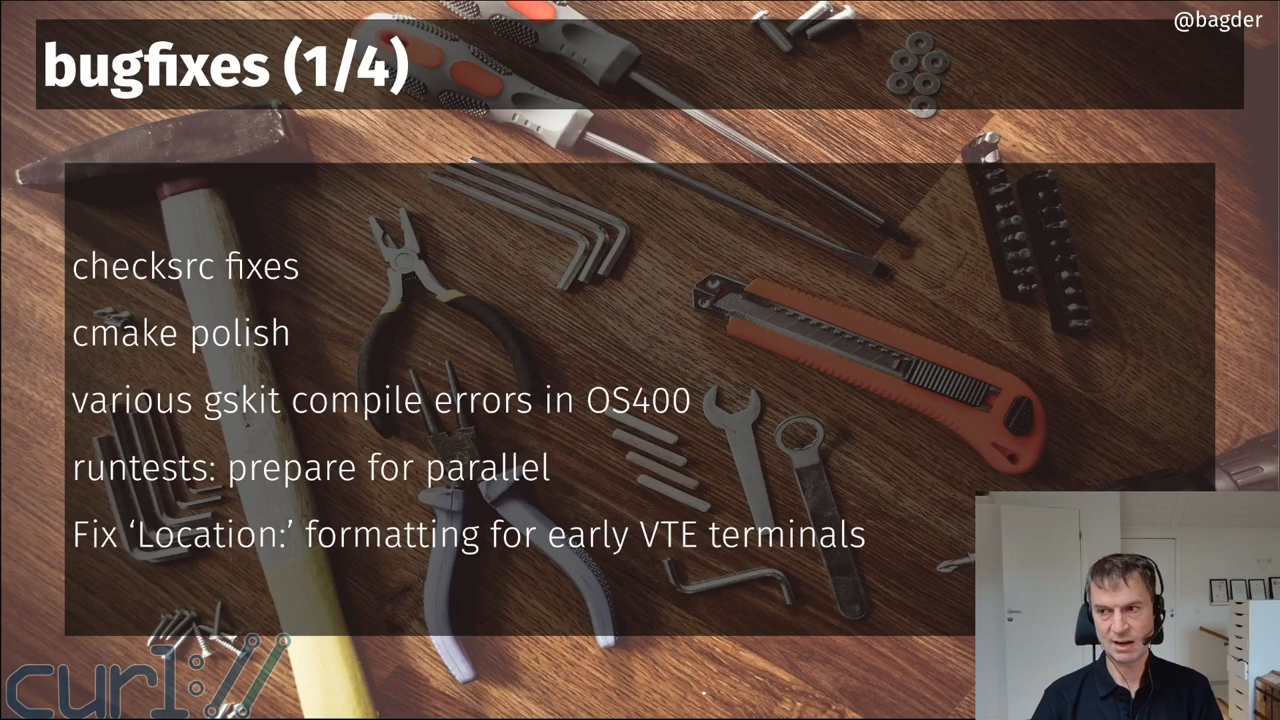 @bagder
bugfixes (1/4)
checksrc fixes
cmake polish
various gskit compile errors in OS400
runtests: prepare for parallel
Fix ‘Location:’ formatting for early VTE terminals
curl://